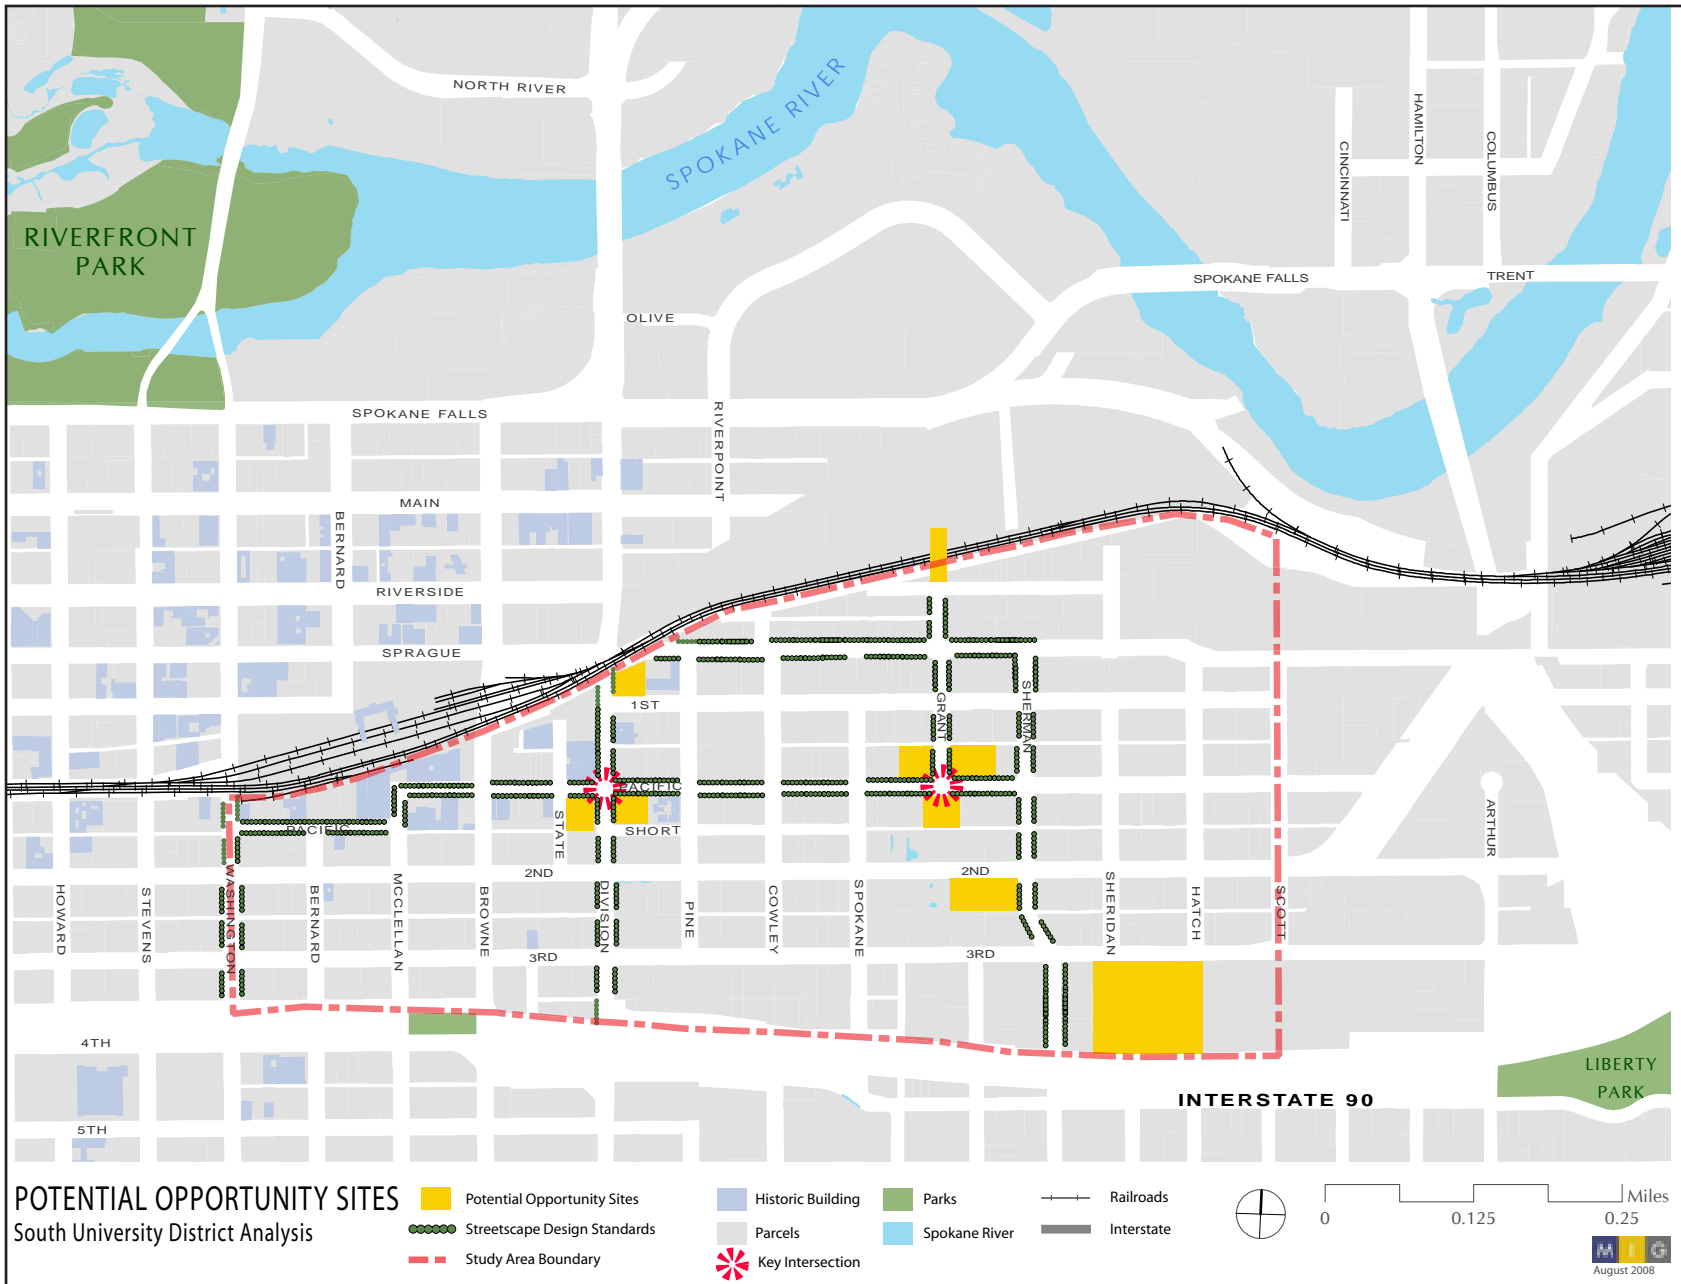 NORTH RIVER
SPOKANE RIVER
HAMILTON
COLUMBUS
CINCINNATI
RIVERFRONT
PARK
SPOKANE FALLS
TRENT
OLIVE
SPOKANE FALLS
RIVERPOINT
MAIN
BERNARD
RIVERSIDE
SPRAGUE
1ST
GRANT
SHERMAN
PACIFIC
PACIFIC
STATE
SHORT
ARTHUR
2ND
2ND
HOWARD
STEVENS
WASHINGTON
BERNARD
MCCLELLAN
BROWNE
DIVISION
PINE
COWLEY
SPOKANE
SHERIDAN
HATCH
SCOTT
3RD
3RD
4TH
LIBERTY
PARK
INTERSTATE 90
5TH
POTENTIAL OPPORTUNITY SITES
South University District Analysis
Potential Opportunity Sites
Streetscape Design Standards
Study Area Boundary
Historic Building
Parcels
Key Intersection
Parks
Spokane River
Railroads
Interstate
Miles
0 0.125 0.25
MIG
August 2008